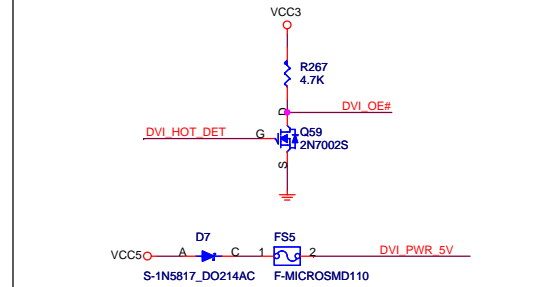 VCC3
R267
4.7K
D
DVI_OE#
DVI_HOT_DET
G
Q59
2N7002S
S
D7
FS5
VCC5
A
C
1
2
DVI_PWR_5V
S-1N5817_DO214AC
F-MICROSMD110